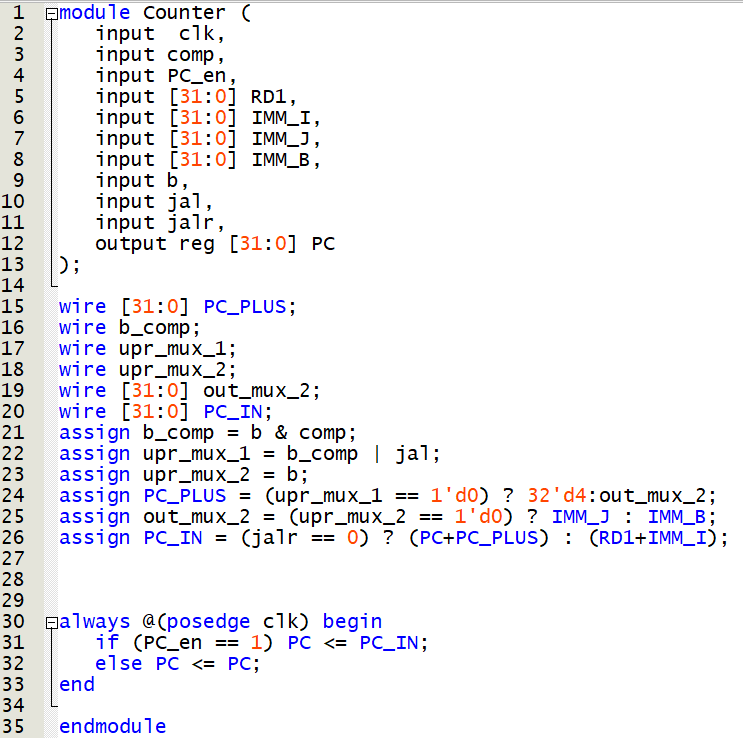 1 module Counter (
2 input  clk,
3 input comp,
4 input PC_en,
5 input [31:0] RD1,
6 input [31:0] IMM_I,
7 input [31:0] IMM_J,
8 input [31:0] IMM_B,
9 input b,
10 input jal,
11 input jalr,
12 output reg [31:0] PC
13 );
14
15 wire [31:0] PC_PLUS;
16 wire b_comp;
17 wire upr_mux_1;
18 wire upr_mux_2;
19 wire [31:0] out_mux_2;
20 wire [31:0] PC_IN;
21 assign b_comp = b & comp;
22 assign upr_mux_1 = b_comp | jal;
23 assign upr_mux_2 = b;
24 assign PC_PLUS = (upr_mux_1 == 1'd0) ? 32'd4:out_mux_2;
25 assign out_mux_2 = (upr_mux_2 == 1'd0) ? IMM_J : IMM_B;
26 assign PC_IN = (jalr == 0) ? (PC+PC_PLUS) : (RD1+IMM_I);
27
28
29
30 always @(posedge clk) begin
31 if (PC_en == 1) PC <= PC_IN;
32 else PC <= PC;
33 end
34
35 endmodule